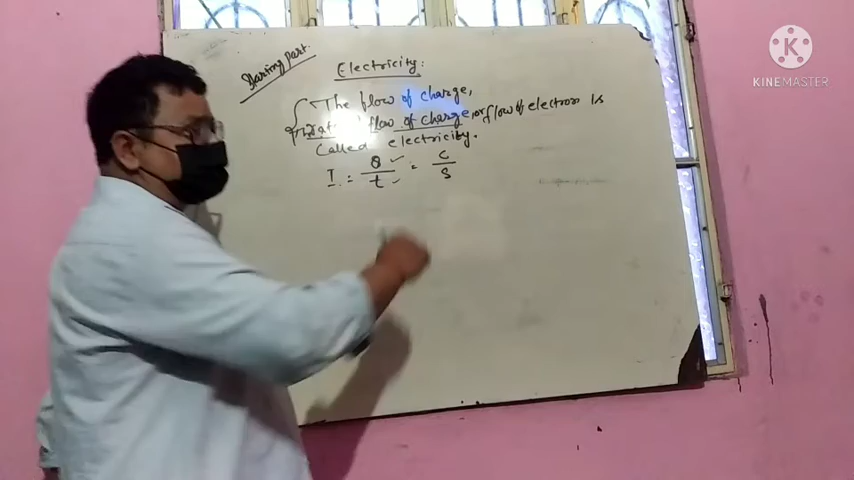 Starting part.
Electricity:
The flow of charge,
flow of charge, or flow of electron is
called electricity.
I = Q/t = C/S
KINEMASTER